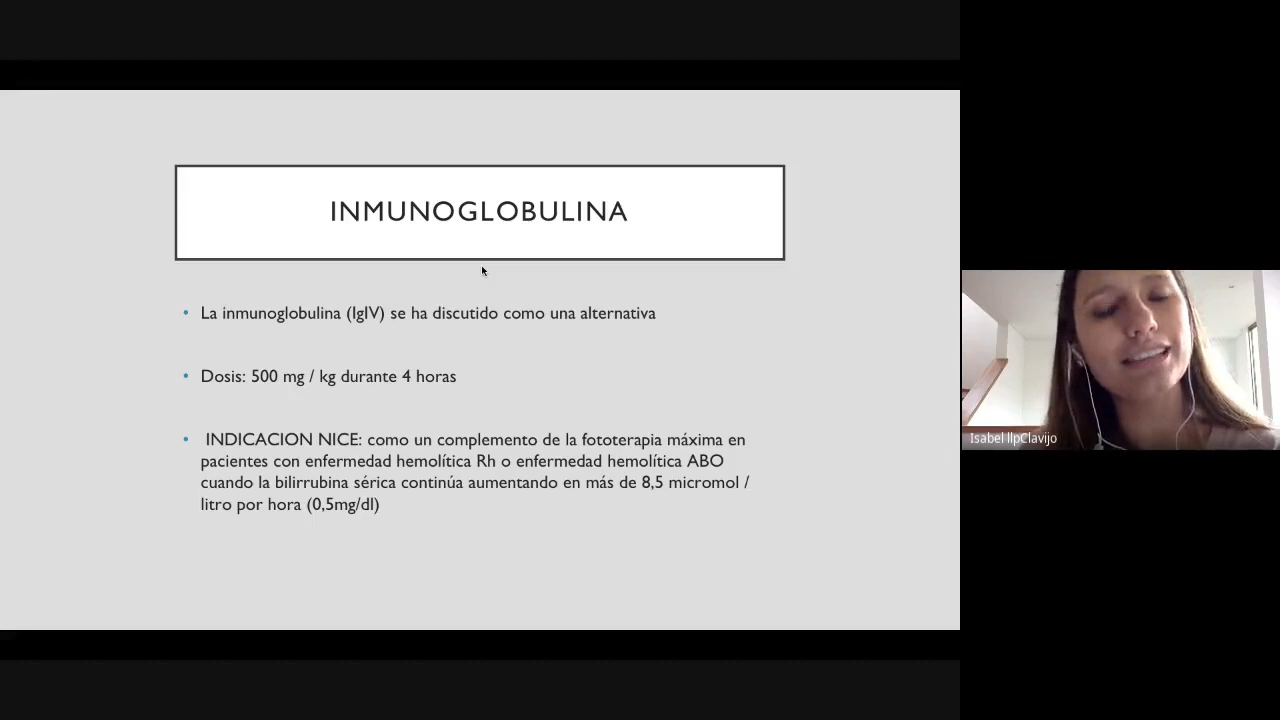 INMUNOGLOBULINA
• La inmunoglobulina (IgIV) se ha discutido como una alternativa
• Dosis: 500 mg / kg durante 4 horas
• INDICACION NICE: como un complemento de la fototerapia máxima en
pacientes con enfermedad hemolítica Rh o enfermedad hemolítica ABO
cuando la bilirrubina sérica continúa aumentando en más de 8,5 micromol /
litro por hora (0,5mg/dl)
Isabel llpClavijo